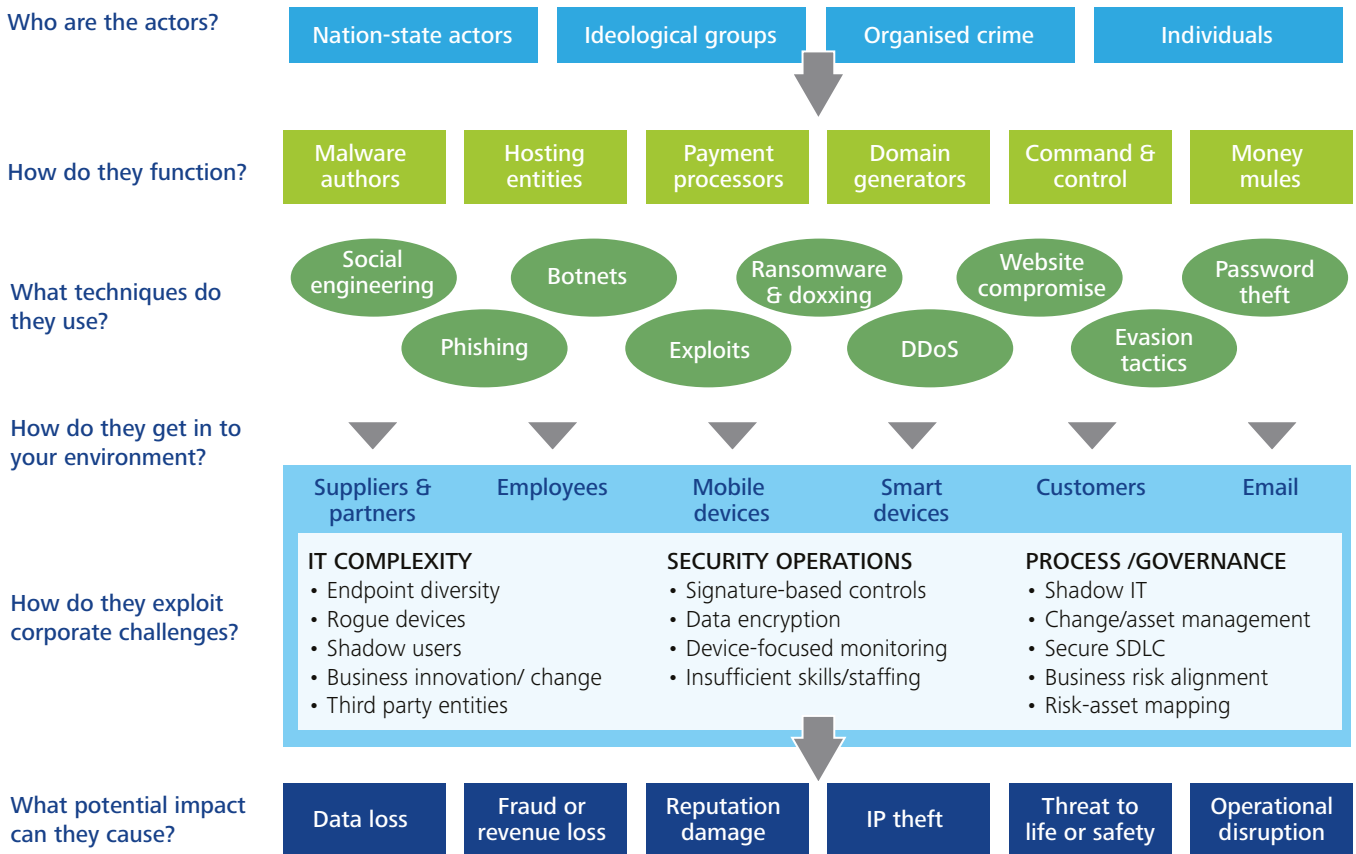 Who are the actors?
Nation-state actors
Ideological groups
Organised crime
Individuals
How do they function?
Malware
authors
Hosting
entities
Payment
processors
Domain
generators
Command &
control
Money
mules
What techniques do
they use?
Social
engineering
Phishing
Botnets
Exploits
Ransomware
& doxxing
DDoS
Website
compromise
Evasion
tactics
Password
theft
How do they get in to
your environment?
Suppliers &
partners
Employees
Mobile
devices
Smart
devices
Customers
Email
How do they exploit
corporate challenges?
IT COMPLEXITY
• Endpoint diversity
• Rogue devices
• Shadow users
• Business innovation/ change
• Third party entities
SECURITY OPERATIONS
• Signature-based controls
• Data encryption
• Device-focused monitoring
• Insufficient skills/staffing
PROCESS /GOVERNANCE
• Shadow IT
• Change/asset management
• Secure SDLC
• Business risk alignment
• Risk-asset mapping
What potential impact
can they cause?
Data loss
Fraud or
revenue loss
Reputation
damage
IP theft
Threat to
life or safety
Operational
disruption